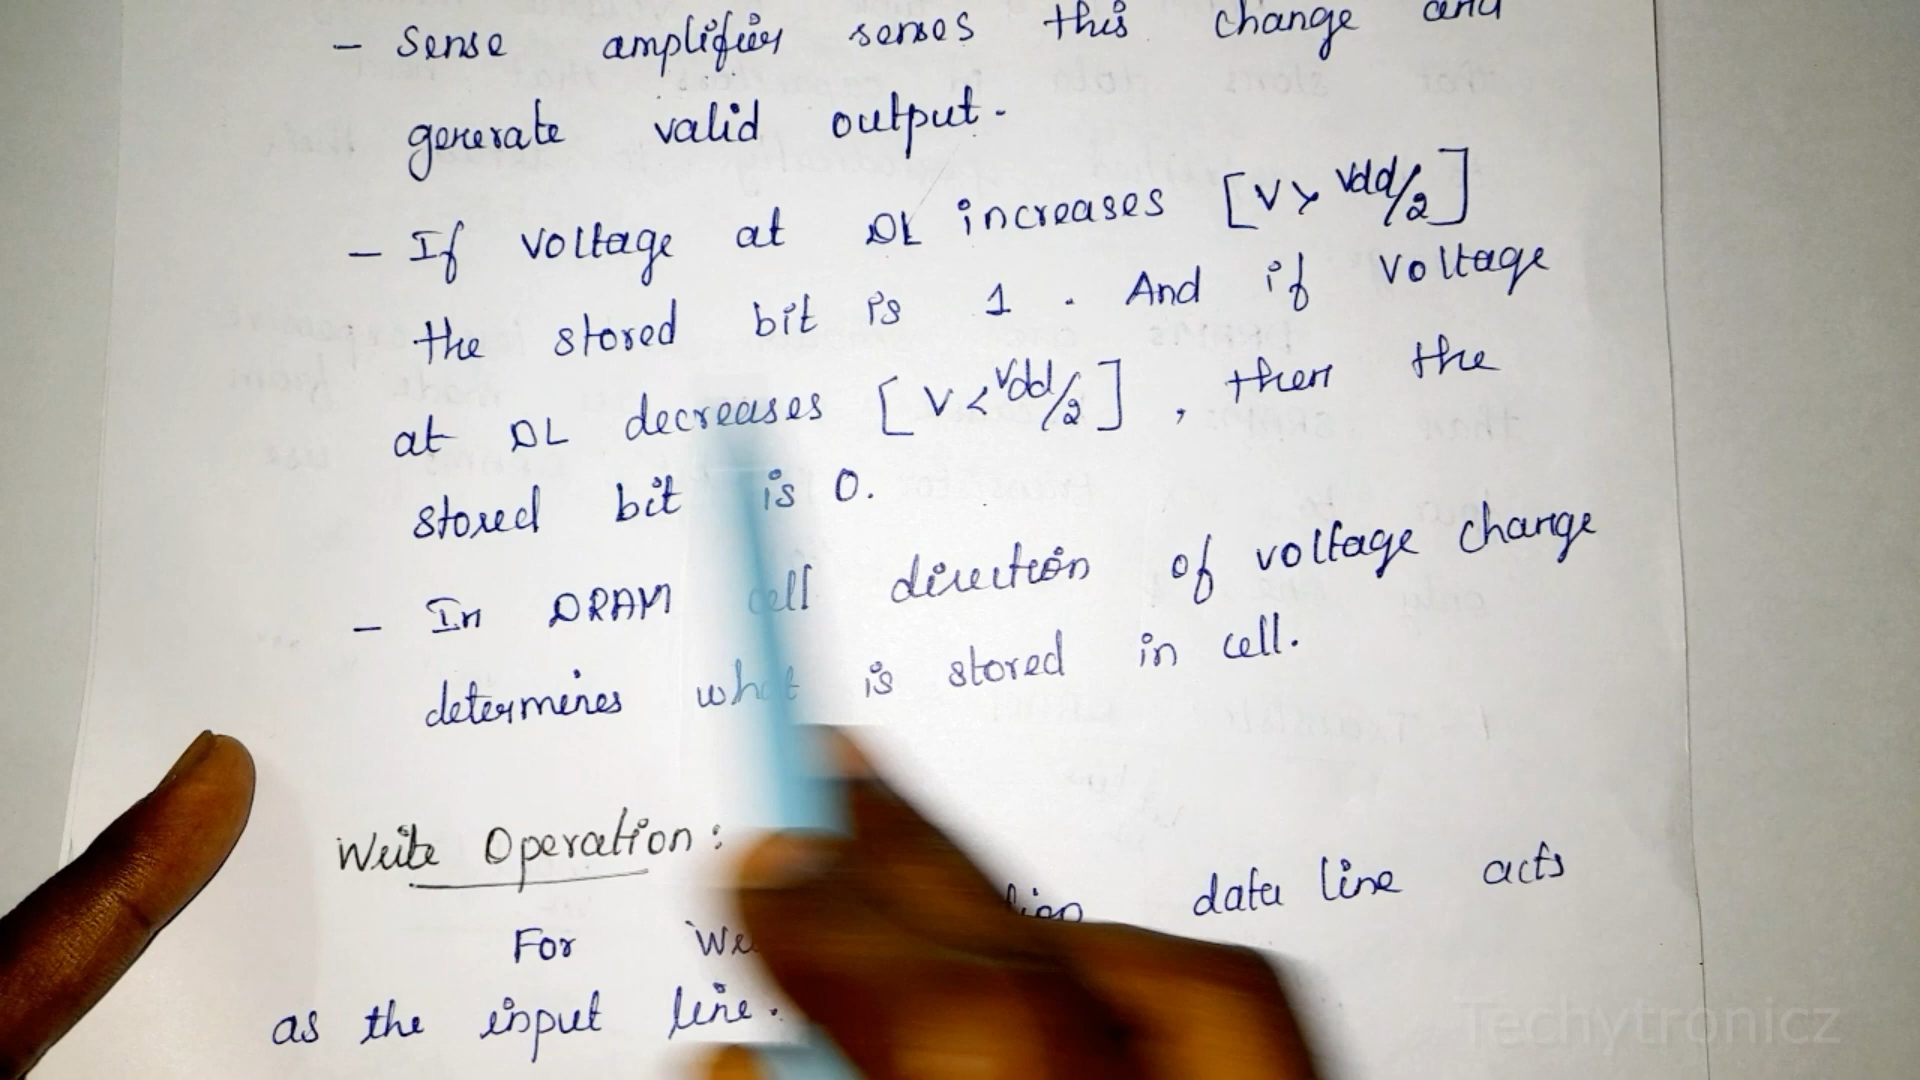 - Sense amplifier senses this change and
generate valid output.
- If voltage at DL increases [V > Vdd/2]
the stored bit is 1. And if voltage
at DL decreases [V < Vdd/2], then the
stored bit is 0.
- In DRAM cell direction of voltage change
determines what is stored in cell.
Write Operation:
For data line acts
as the input line.
Techytronicz